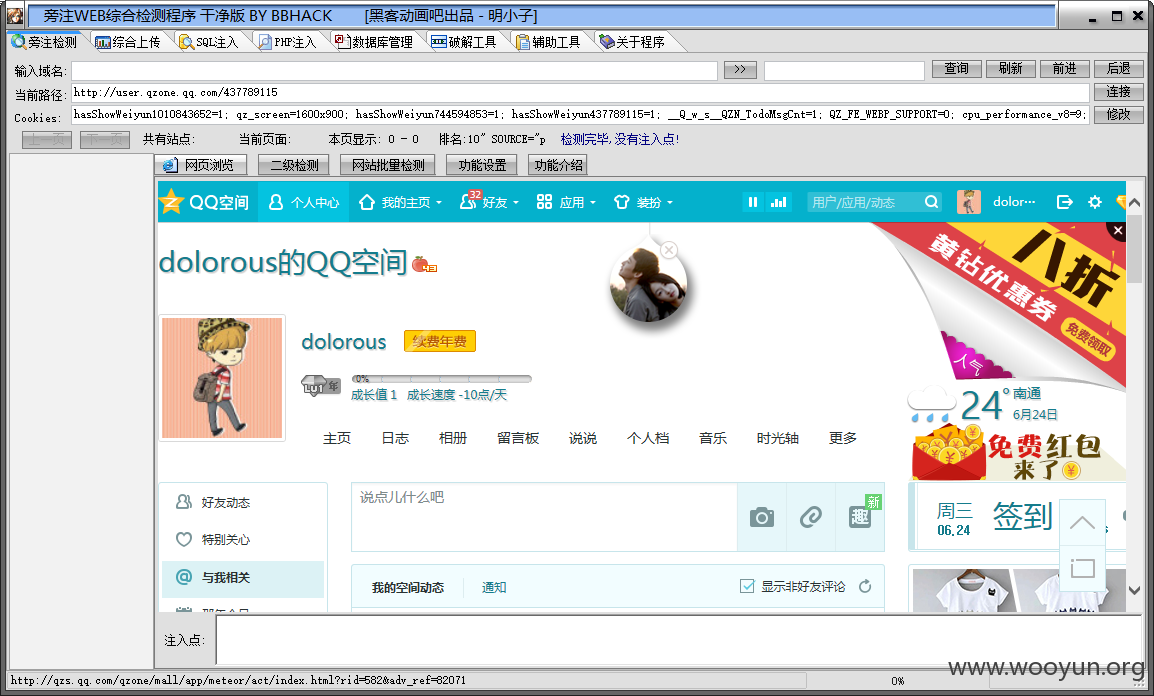 旁注WEB综合检测程序 干净版 BY BBHACK [黑客动画吧出品 - 明小子]
旁注检测 综合上传 SQL注入 PHP注入 数据库管理 破解工具 辅助工具 关于程序
输入域名: >> 查询 刷新 前进 后退
当前路径: http://user.qzone.qq.com/437789115 连接
Cookies: hasShowWeiyun1010843652=1; qz_screen=1600x900; hasShowWeiyun744594853=1; hasShowWeiyun437789115=1; __Q_w_s__QZN_TodoMsgCnt=1; QZ_FE_WEBP_SUPPORT=0; cpu_performance_v8=9; 修改
上一页 下一页 共有站点: 当前页面: 本页显示: 0 - 0 排名:10" SOURCE="p 检测完毕,没有注入点!
网页浏览 二级检测 网站批量检测 功能设置 功能介绍
QQ空间 个人中心 我的主页 32 好友 应用 装扮 用户/应用/动态 dolor···
dolorous的QQ空间
八折
黄钻优惠券
免费领取
人气
dolorous 续费年费
LV1 年 0%
成长值 1 成长速度 -10点/天
24° 南通
6月24日
主页 日志 相册 留言板 说说 个人档 音乐 时光轴 更多
免费红包
来了
好友动态
特别关心
与我相关
那年今日
说点儿什么吧
趣 新
周三
06.24
签到
我的空间动态 通知 显示非好友评论
注入点:
www.wooyun.org
http://qzs.qq.com/qzone/mall/app/meteor/act/index.html?rid=582&adv_ref=82071 0%